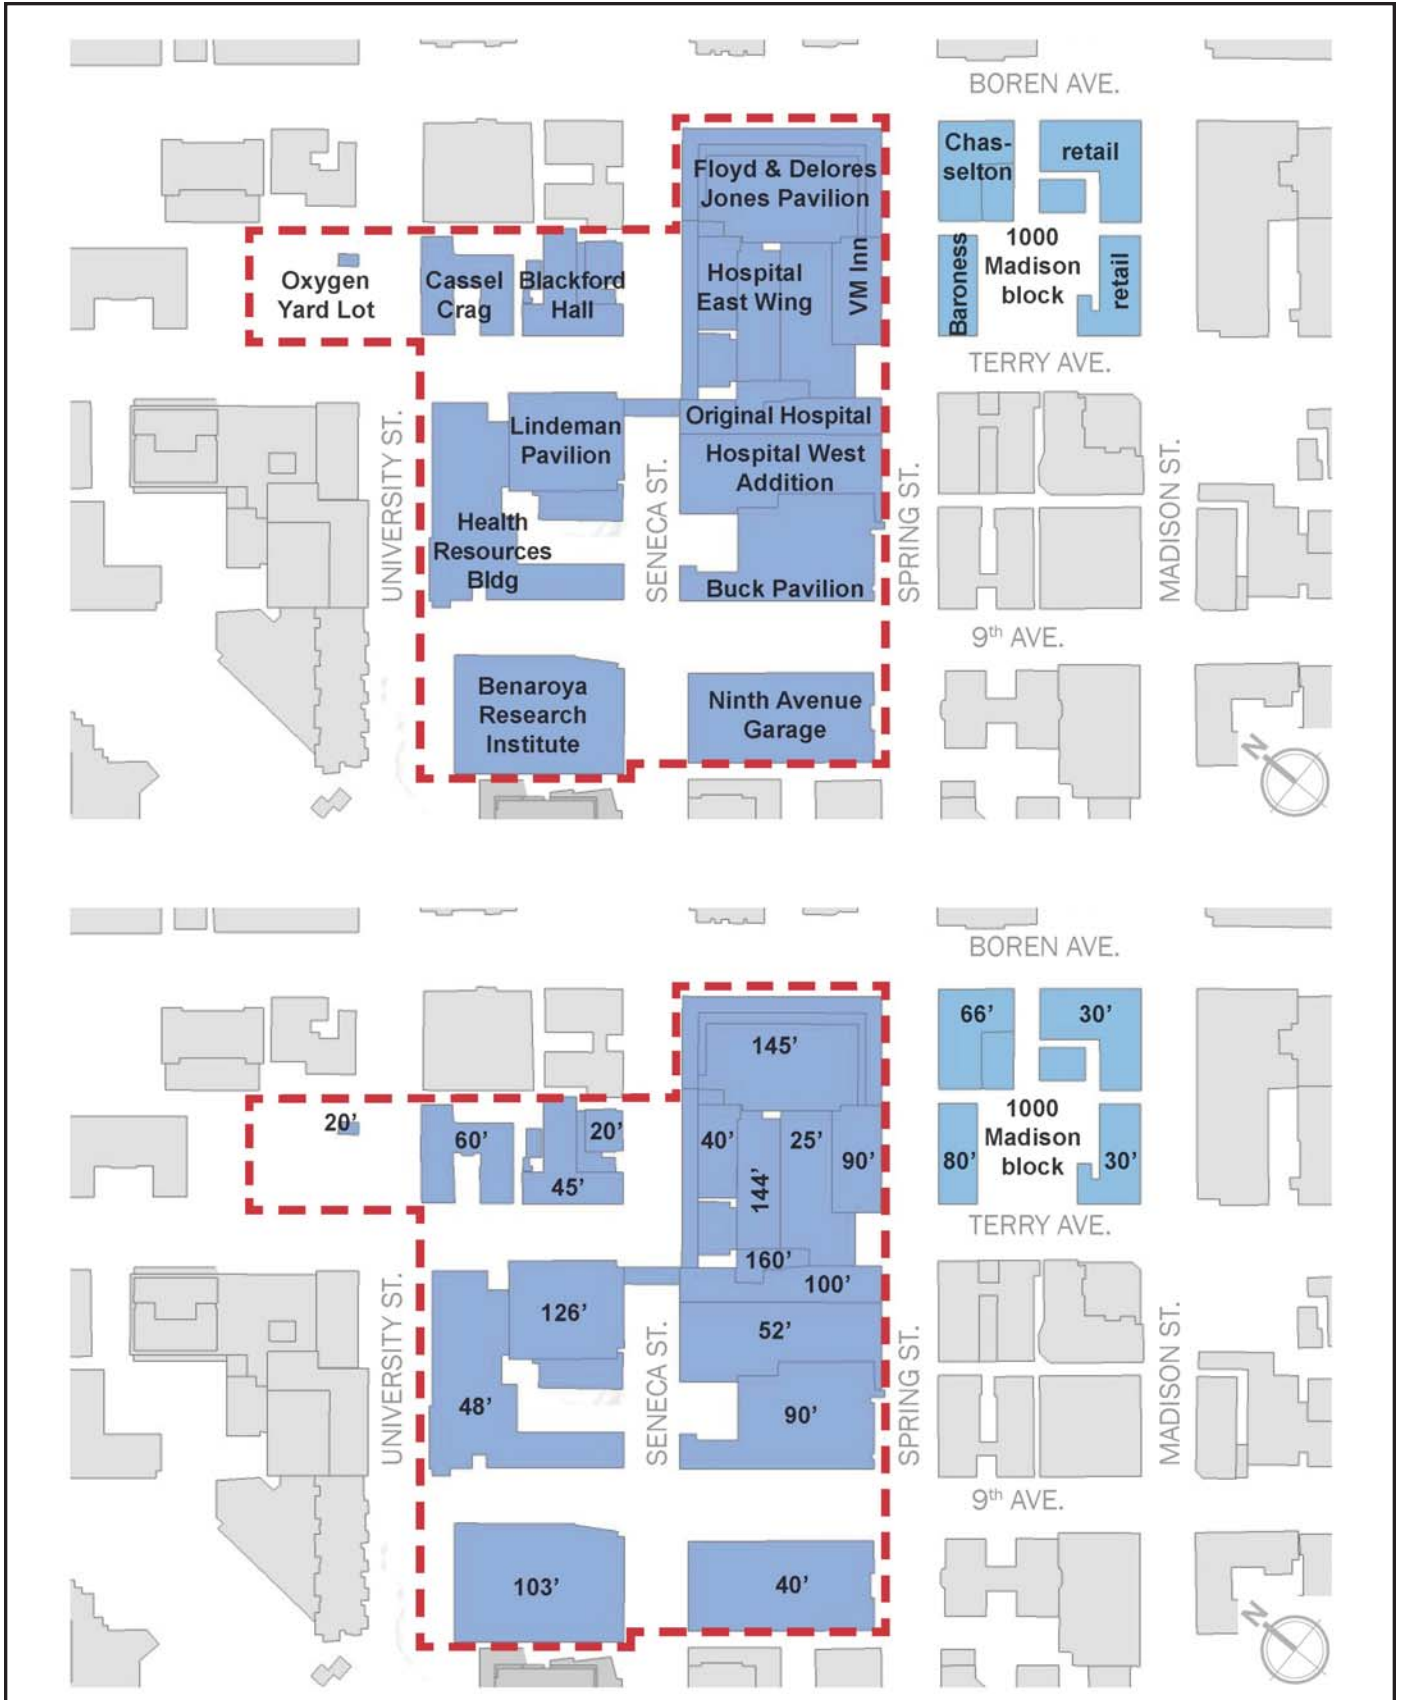 BOREN AVE.
Chas-
selton
retail
Floyd & Delores
Jones Pavilion
1000
Madison
block
Baroness
retail
Oxygen
Yard Lot
Cassel
Crag
Blackford
Hall
Hospital
East Wing
VM Inn
TERRY AVE.
Lindeman
Pavilion
Original Hospital
Hospital West
Addition
UNIVERSITY ST.
SENECA ST.
SPRING ST.
MADISON ST.
Health
Resources
Bldg
Buck Pavilion
9th AVE.
Benaroya
Research
Institute
Ninth Avenue
Garage
N
BOREN AVE.
66’
30’
145’
1000
Madison
block
20’
60’
20’
45’
40’
144’
25’
90’
80’
30’
TERRY AVE.
160’
100’
126’
52’
UNIVERSITY ST.
SENECA ST.
SPRING ST.
MADISON ST.
48’
90’
9th AVE.
103’
40’
N